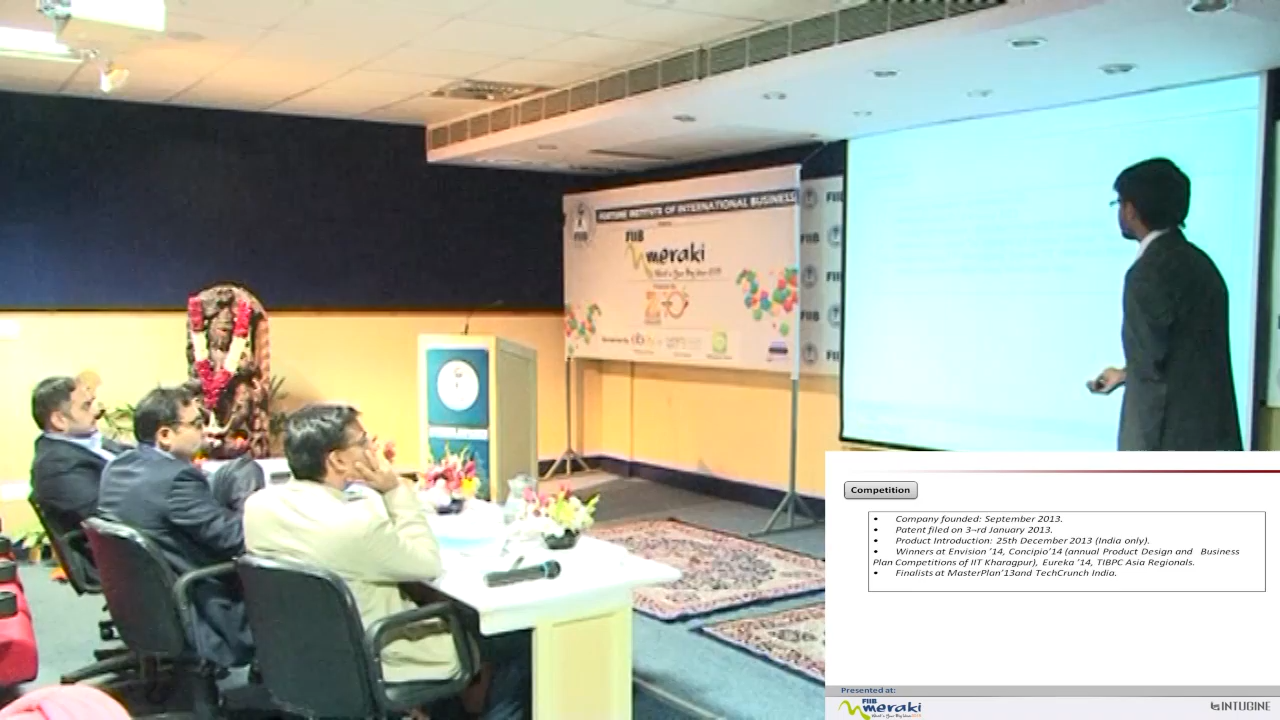 FORTUNE INSTITUTE OF INTERNATIONAL BUSINESS
FIIB
FIIB
meraki
FIIB
FIIB
FIIB
FIIB
FIIB
Competition
• Company founded: September 2013.
• Patent filed on 3-rd January 2013.
• Product Introduction: 25th December 2013 (India only).
• Winners at Envision '14, Concipio'14 (annual Product Design and Business
Plan Competitions of IIT Kharagpur), Eureka '14, TIBPC Asia Regionals.
• Finalists at MasterPlan'13and TechCrunch India.
Presented at:
FIIB
meraki
INTUGINE